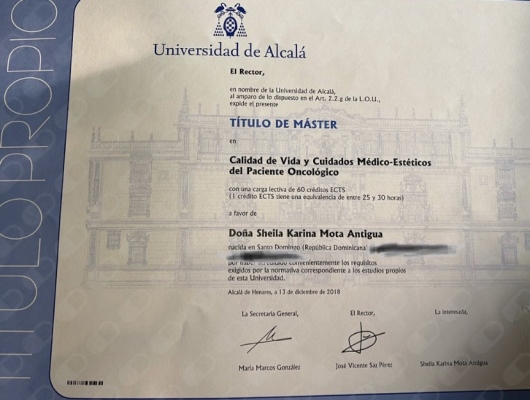 TÍTULO PROPIO
Universidad de Alcalá
El Rector,
en nombre de la Universidad de Alcalá,
al amparo de lo dispuesto en el Art. 2.2.g de la L.O.U.,
expide el presente
TÍTULO DE MÁSTER
en
Calidad de Vida y Cuidados Médico-Estéticos
del Paciente Oncológico
con una carga lectiva de 60 créditos ECTS
(1 crédito ECTS tiene una equivalencia de entre 25 y 30 horas)
a favor de
Doña Sheila Karina Mota Antigua
nacida en Santo Domingo (República Dominicana)
convenientemente los requisitos
exigidos por la normativa correspondiente a los estudios propios
de esta Universidad.
Alcalá de Henares, a 13 de diciembre de 2018
La Secretaria General,
El Rector,
La interesada,
María Marcos González
José Vicente Saz Pérez
Sheila Karina Mota Antigua